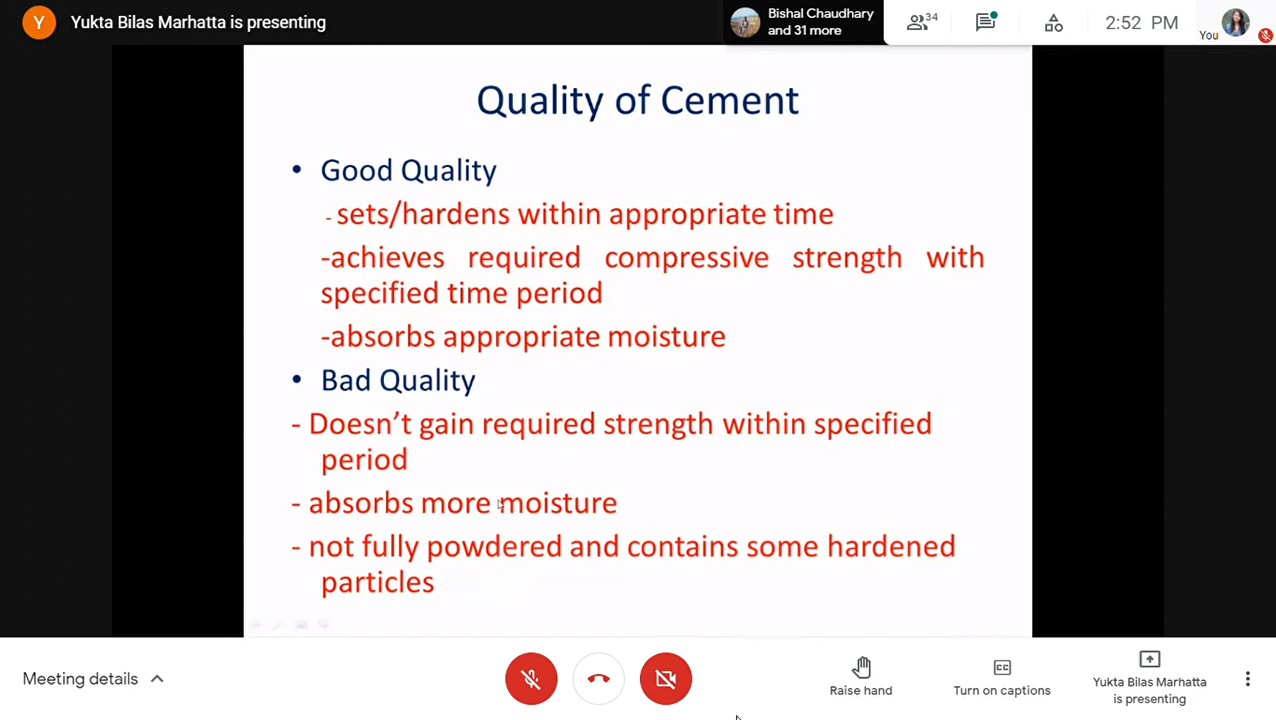 Y
Yukta Bilas Marhatta is presenting
Bishal Chaudhary
and 31 more
34
2:52 PM
You
Quality of Cement
• Good Quality
- sets/hardens within appropriate time
-achieves required compressive strength with
specified time period
-absorbs appropriate moisture
• Bad Quality
- Doesn’t gain required strength within specified
period
- absorbs more moisture
- not fully powdered and contains some hardened
particles
Meeting details
Raise hand
CC
Turn on captions
Yukta Bilas Marhatta
is presenting